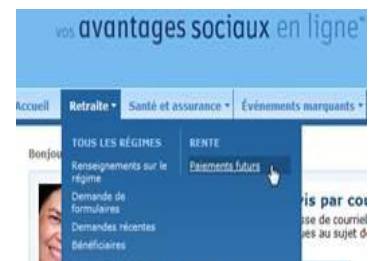 vos avantages sociaux en ligne
Accueil Retraite Santé et assurance Événements marquants
Bonjou
TOUS LES RÉGIMES
Renseignements sur le
régime
Demande de
formulaires
Demandes récentes
Bénéficiaires
RENTE
Paiements futurs
is par cou
sse de courriel
ues au sujet d